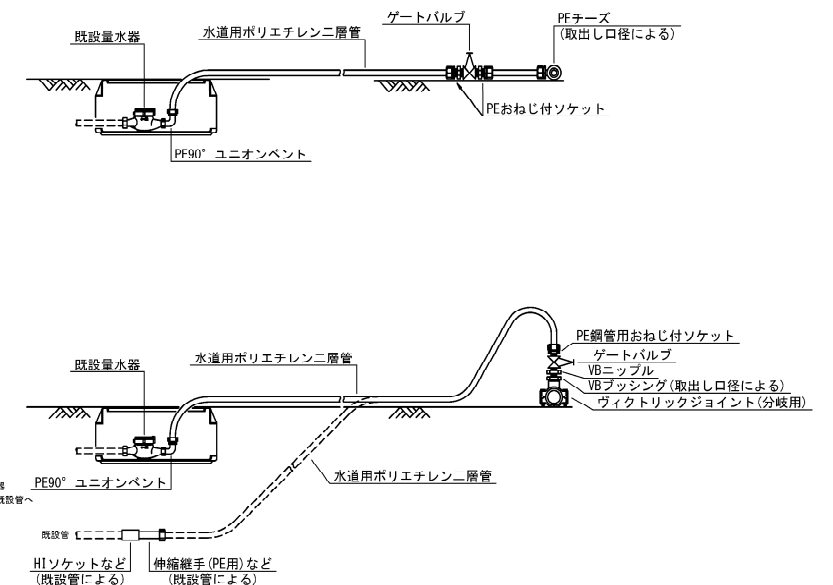 ゲートバルブ
PEチーズ
(取出し口径による)
既設量水器
水道用ポリエチレン二層管
PEおねじ付ソケット
PE90°ユニオンベント
PE鋼管用おねじ付ソケット
ゲートバルブ
VBニップル
VBブッシング(取出し口径による)
ヴィクトリックジョイント(分岐用)
水道用ポリエチレン二層管
既設量水器
PE90°ユニオンベント
水道用ポリエチレン二層管
器
既設管へ
既設管
HIソケットなど
(既設管による)
伸縮継手(PE用)など
(既設管による)